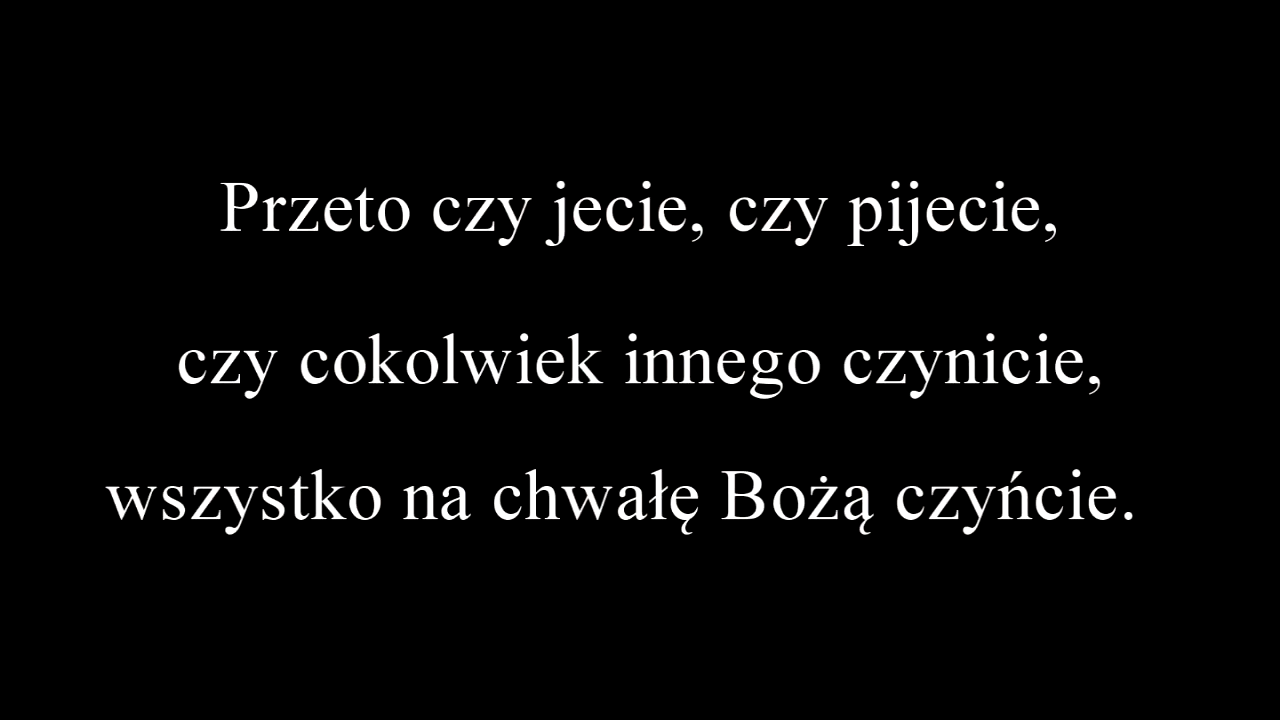 Przeto czy jecie, czy pijecie,
czy cokolwiek innego czynicie,
wszystko na chwałę Bożą czyńcie.